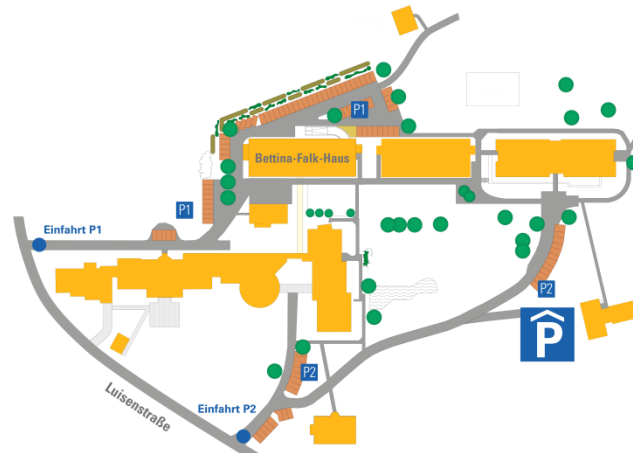 P1
Bettina-Falk-Haus
P1
Einfahrt P1
P2
P
P2
Luisenstraße
Einfahrt P2